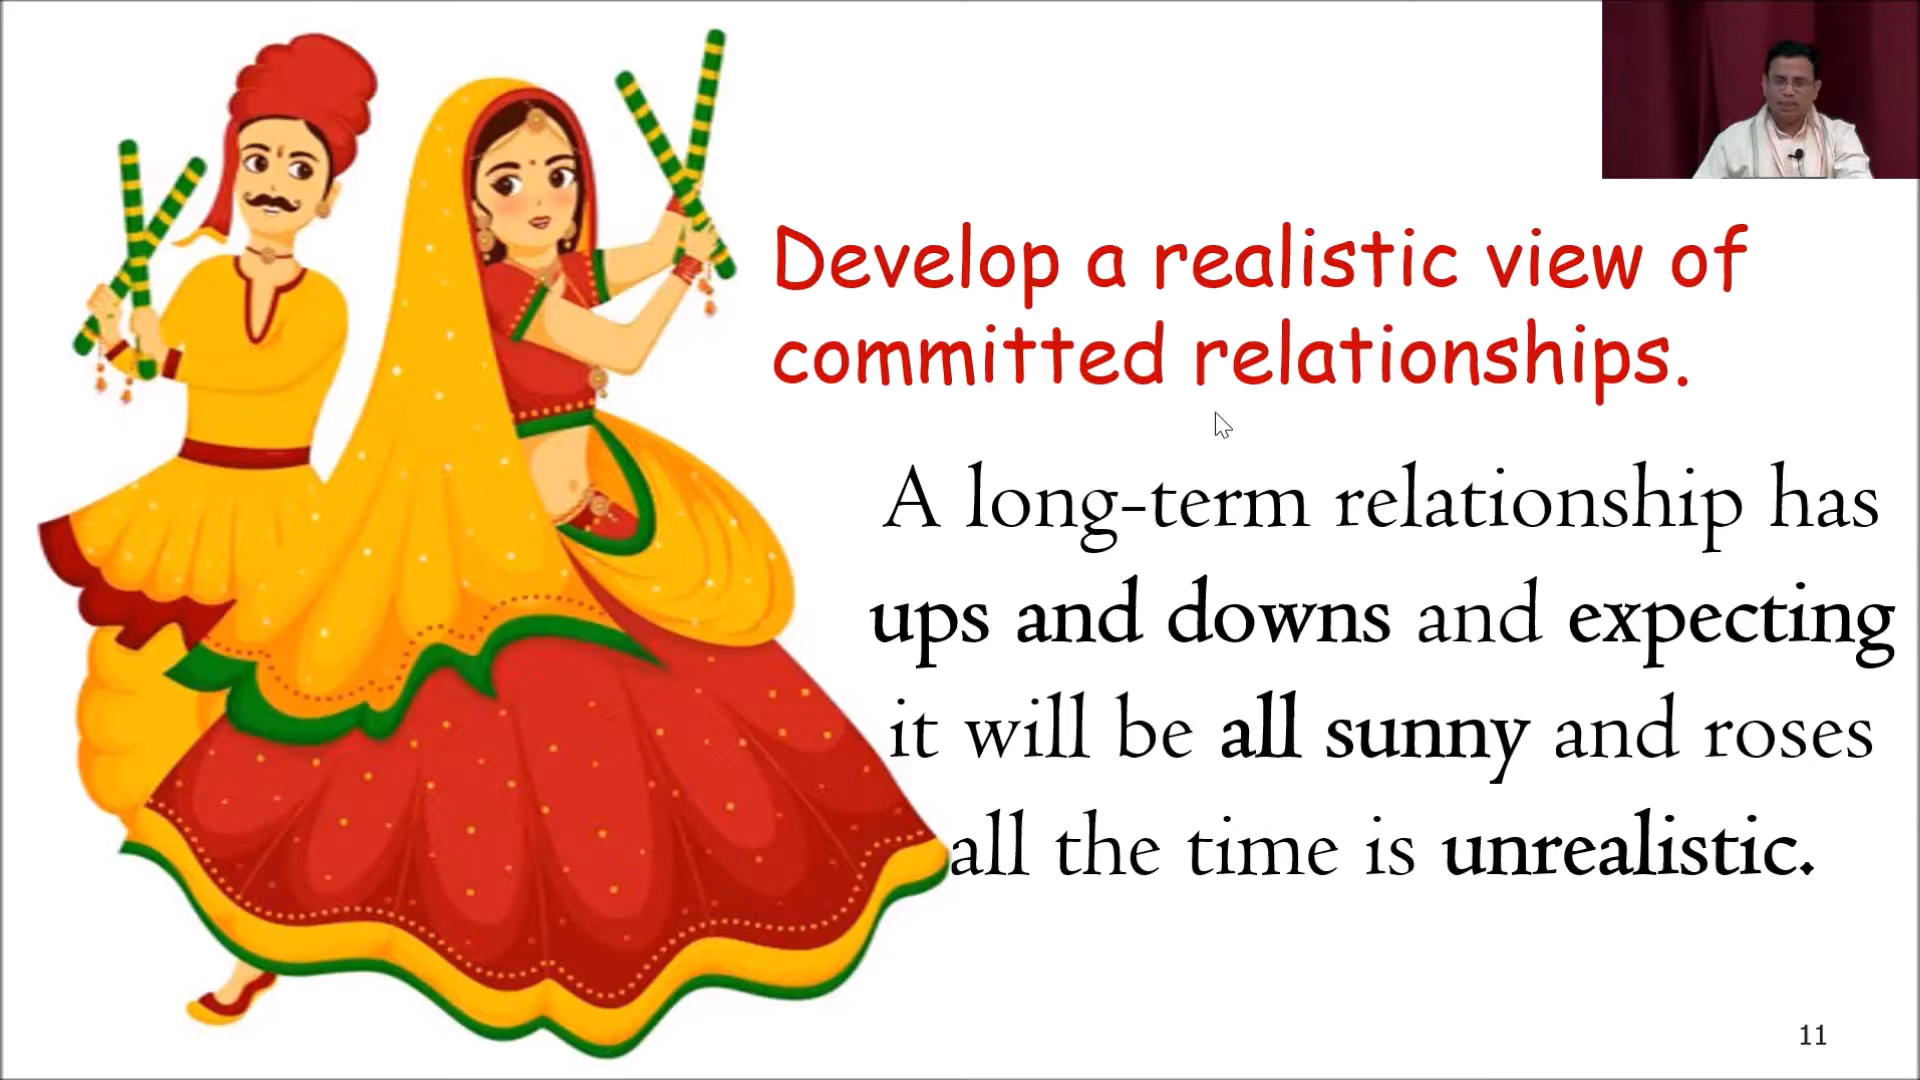 Develop a realistic view of
committed relationships.
A long-term relationship has
ups and downs and expecting
it will be all sunny and roses
all the time is unrealistic.
11